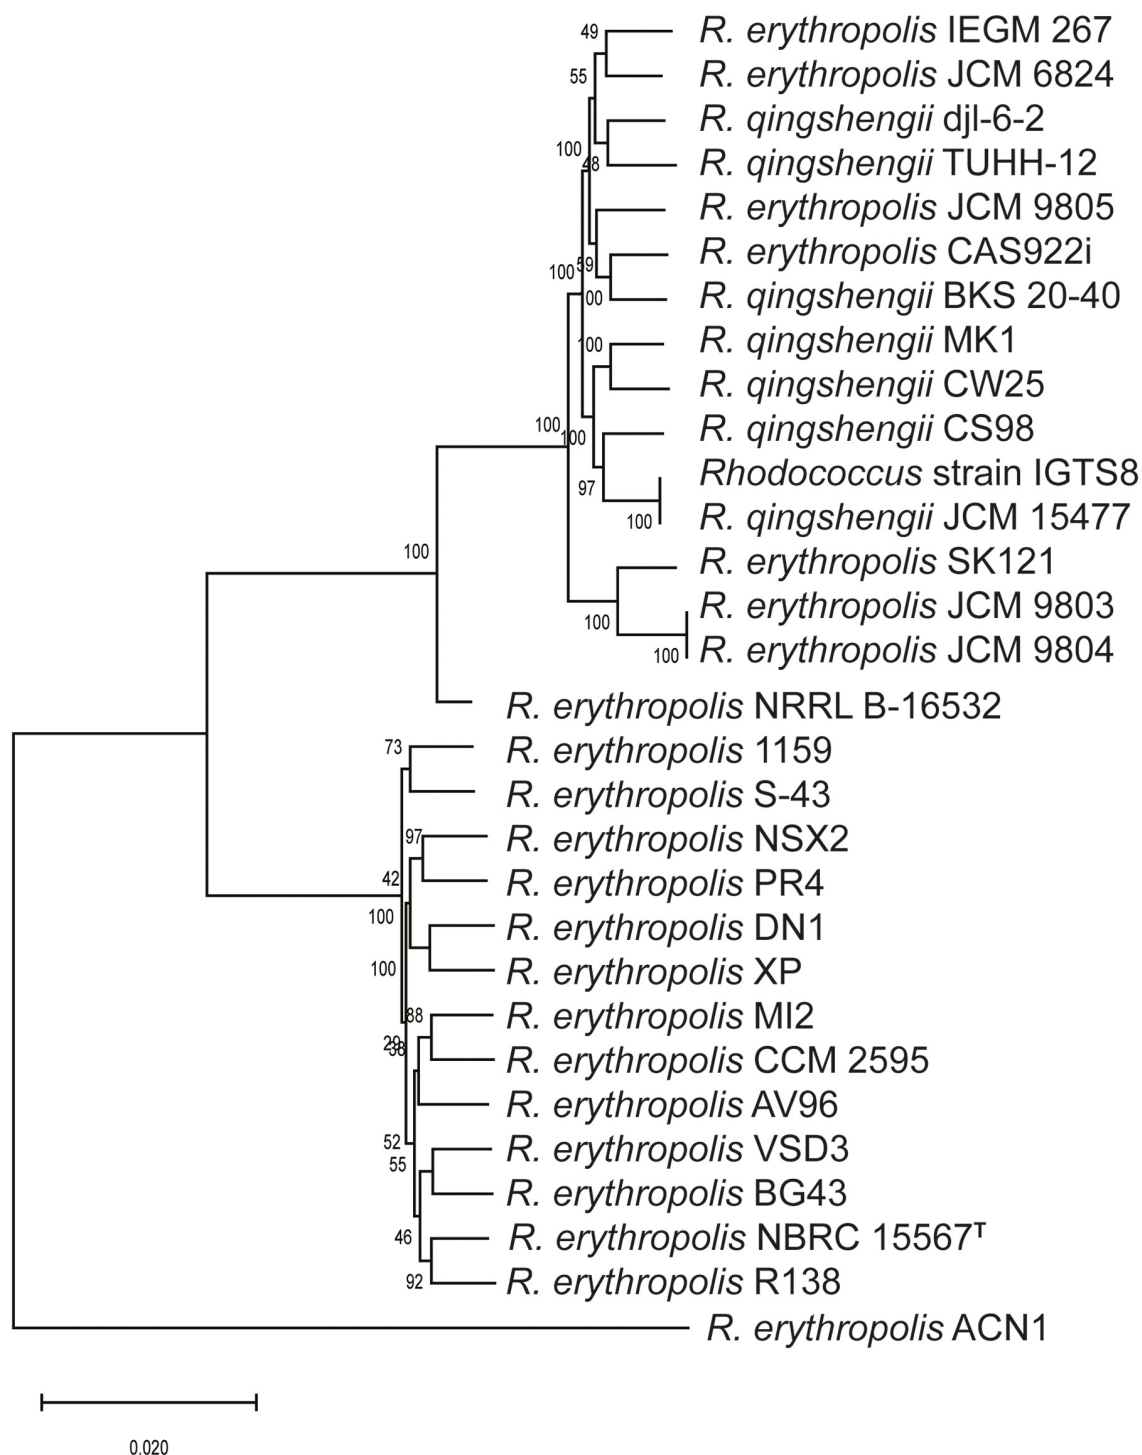 49
R. erythropolis IEGM 267
55
R. erythropolis JCM 6824
R. qingshengii djl-6-2
100
48
R. qingshengii TUHH-12
R. erythropolis JCM 9805
R. erythropolis CAS922i
100
59
00
R. qingshengii BKS 20-40
100
R. qingshengii MK1
R. qingshengii CW25
100
100
R. qingshengii CS98
Rhodococcus strain IGTS8
97
100
R. qingshengii JCM 15477
100
R. erythropolis SK121
R. erythropolis JCM 9803
100
100
R. erythropolis JCM 9804
R. erythropolis NRRL B-16532
73
R. erythropolis 1159
R. erythropolis S-43
97
R. erythropolis NSX2
42
R. erythropolis PR4
100
R. erythropolis DN1
100
R. erythropolis XP
88
R. erythropolis MI2
29
38
R. erythropolis CCM 2595
R. erythropolis AV96
52
R. erythropolis VSD3
55
R. erythropolis BG43
46
R. erythropolis NBRC 15567ᵀ
92
R. erythropolis R138
R. erythropolis ACN1
0.020